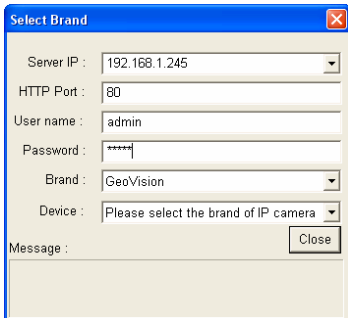 Select Brand
Server IP : 192.168.1.245
HTTP Port : 80
User name : admin
Password : *****
Brand : GeoVision
Device : Please select the brand of IP camera
Close
Message :